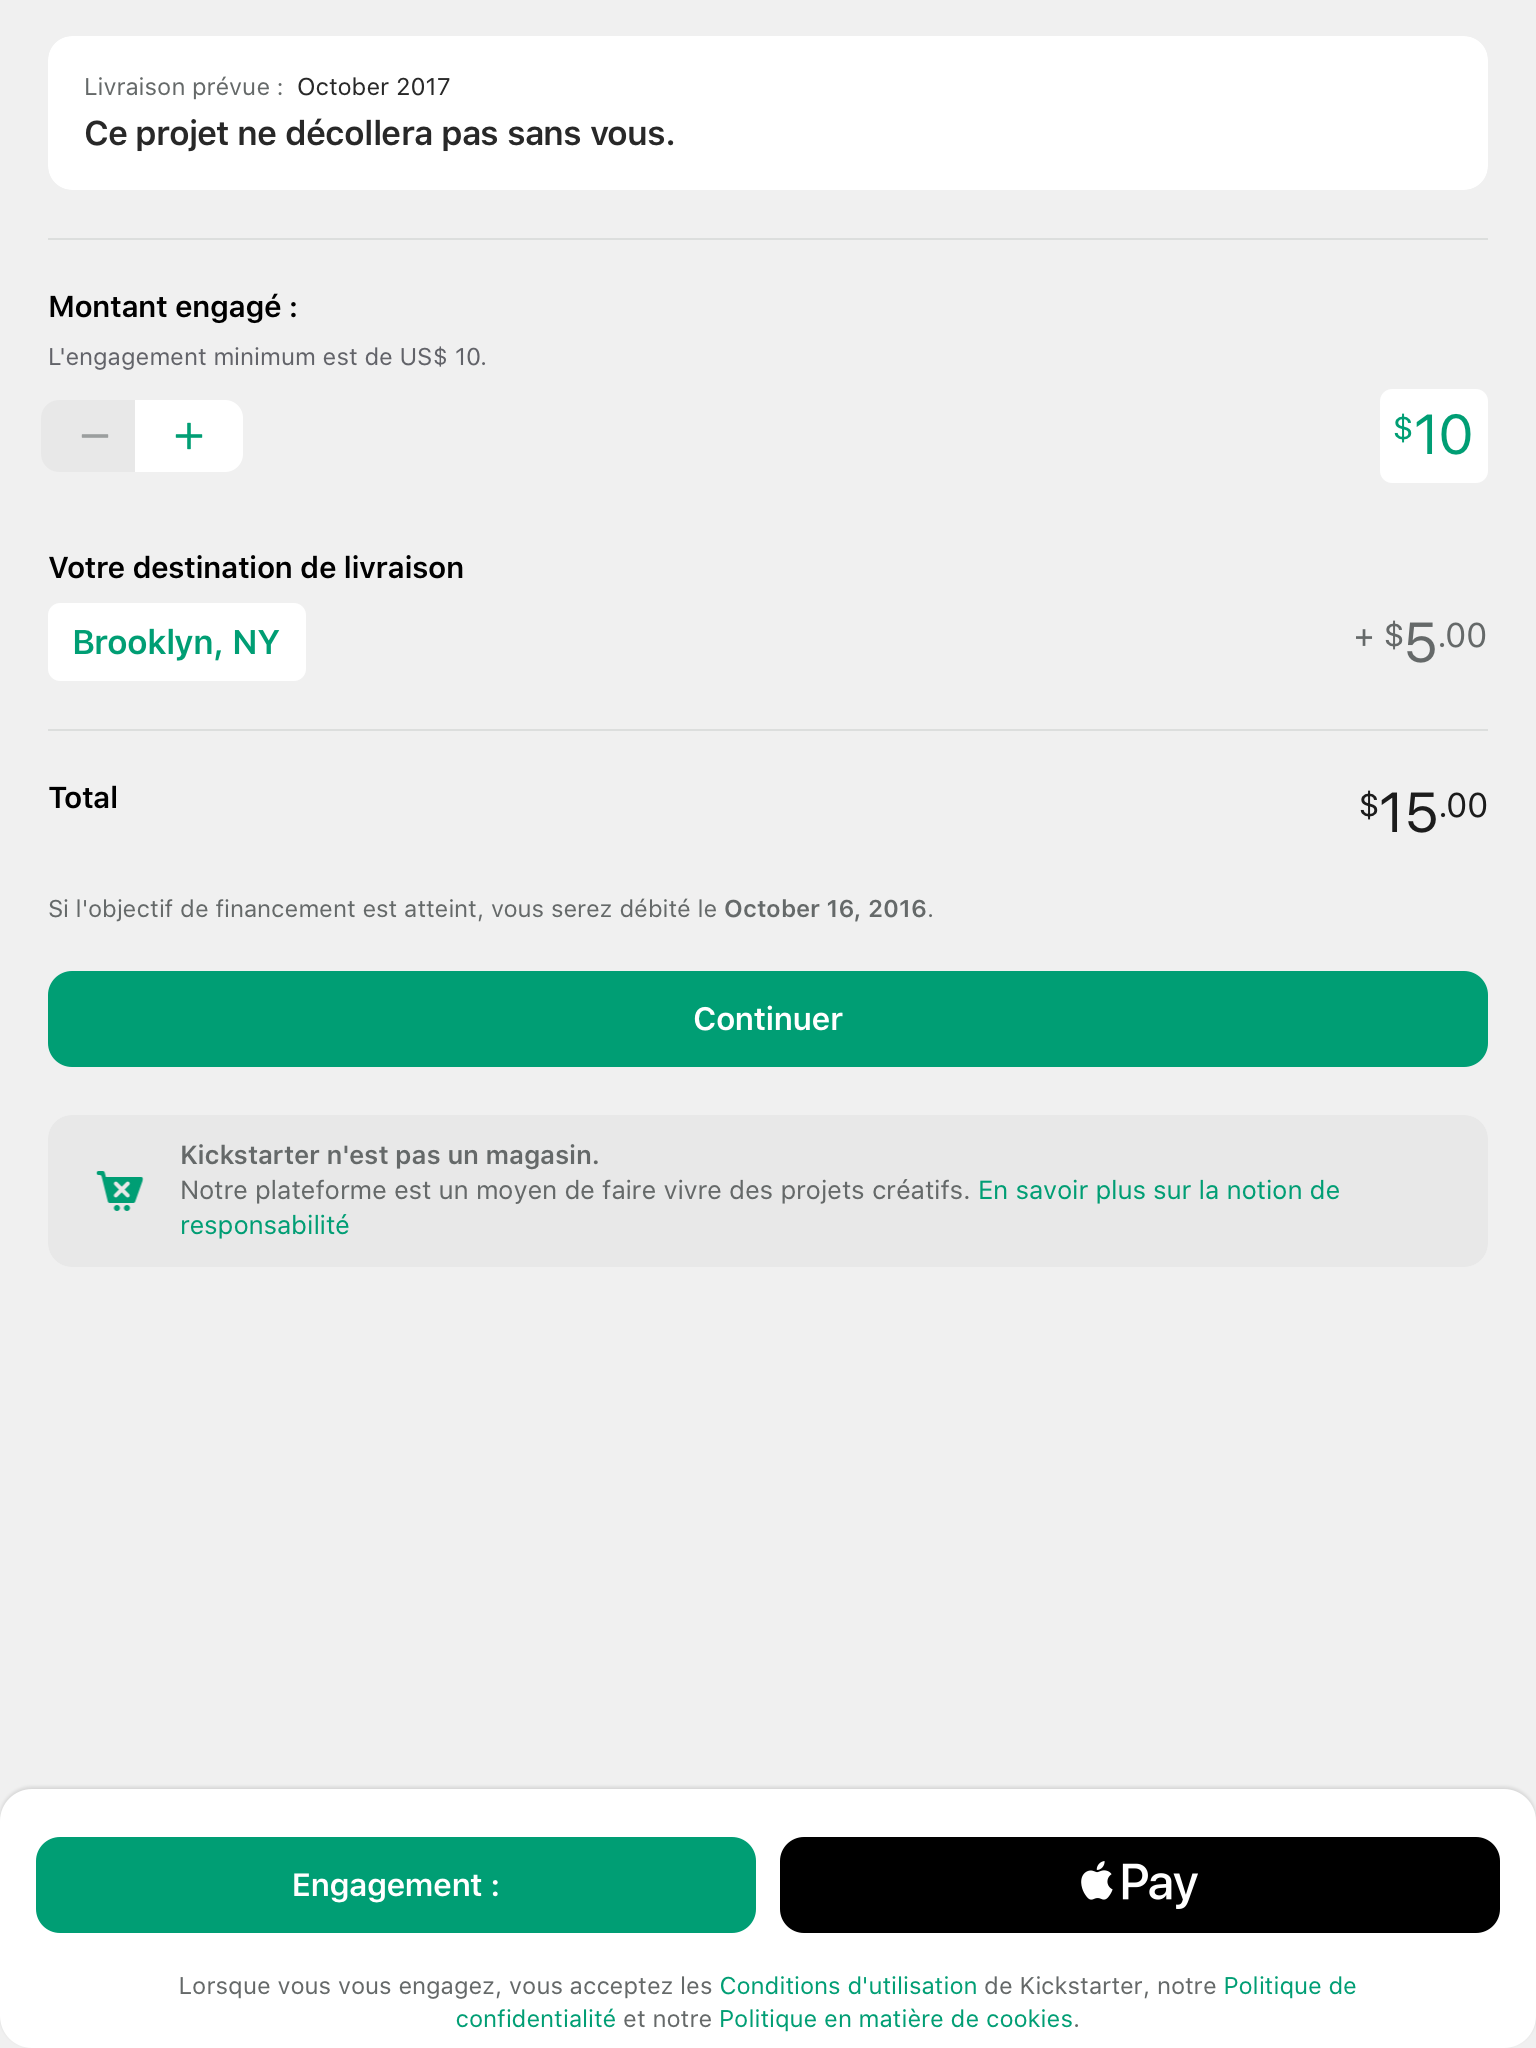 Livraison prévue : October 2017
Ce projet ne décollera pas sans vous.
Montant engagé :
L'engagement minimum est de US$ 10.
− +
$10
Votre destination de livraison
Brooklyn, NY
+ $5.00
Total
$15.00
Si l'objectif de financement est atteint, vous serez débité le October 16, 2016.
Continuer
Kickstarter n'est pas un magasin.
Notre plateforme est un moyen de faire vivre des projets créatifs. En savoir plus sur la notion de
responsabilité
Engagement :
Pay
Lorsque vous vous engagez, vous acceptez les Conditions d'utilisation de Kickstarter, notre Politique de
confidentialité et notre Politique en matière de cookies.